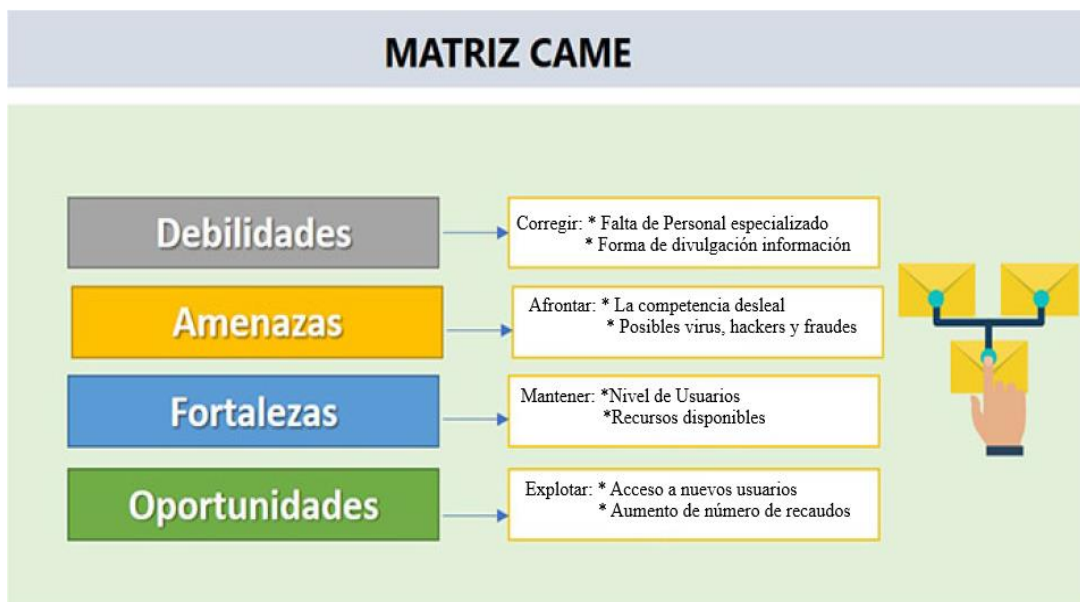 MATRIZ CAME
Debilidades
Corregir: * Falta de Personal especializado
* Forma de divulgación información
Amenazas
Afrontar: * La competencia desleal
* Posibles virus, hackers y fraudes
Fortalezas
Mantener: *Nivel de Usuarios
*Recursos disponibles
Oportunidades
Explotar: * Acceso a nuevos usuarios
* Aumento de número de recaudos